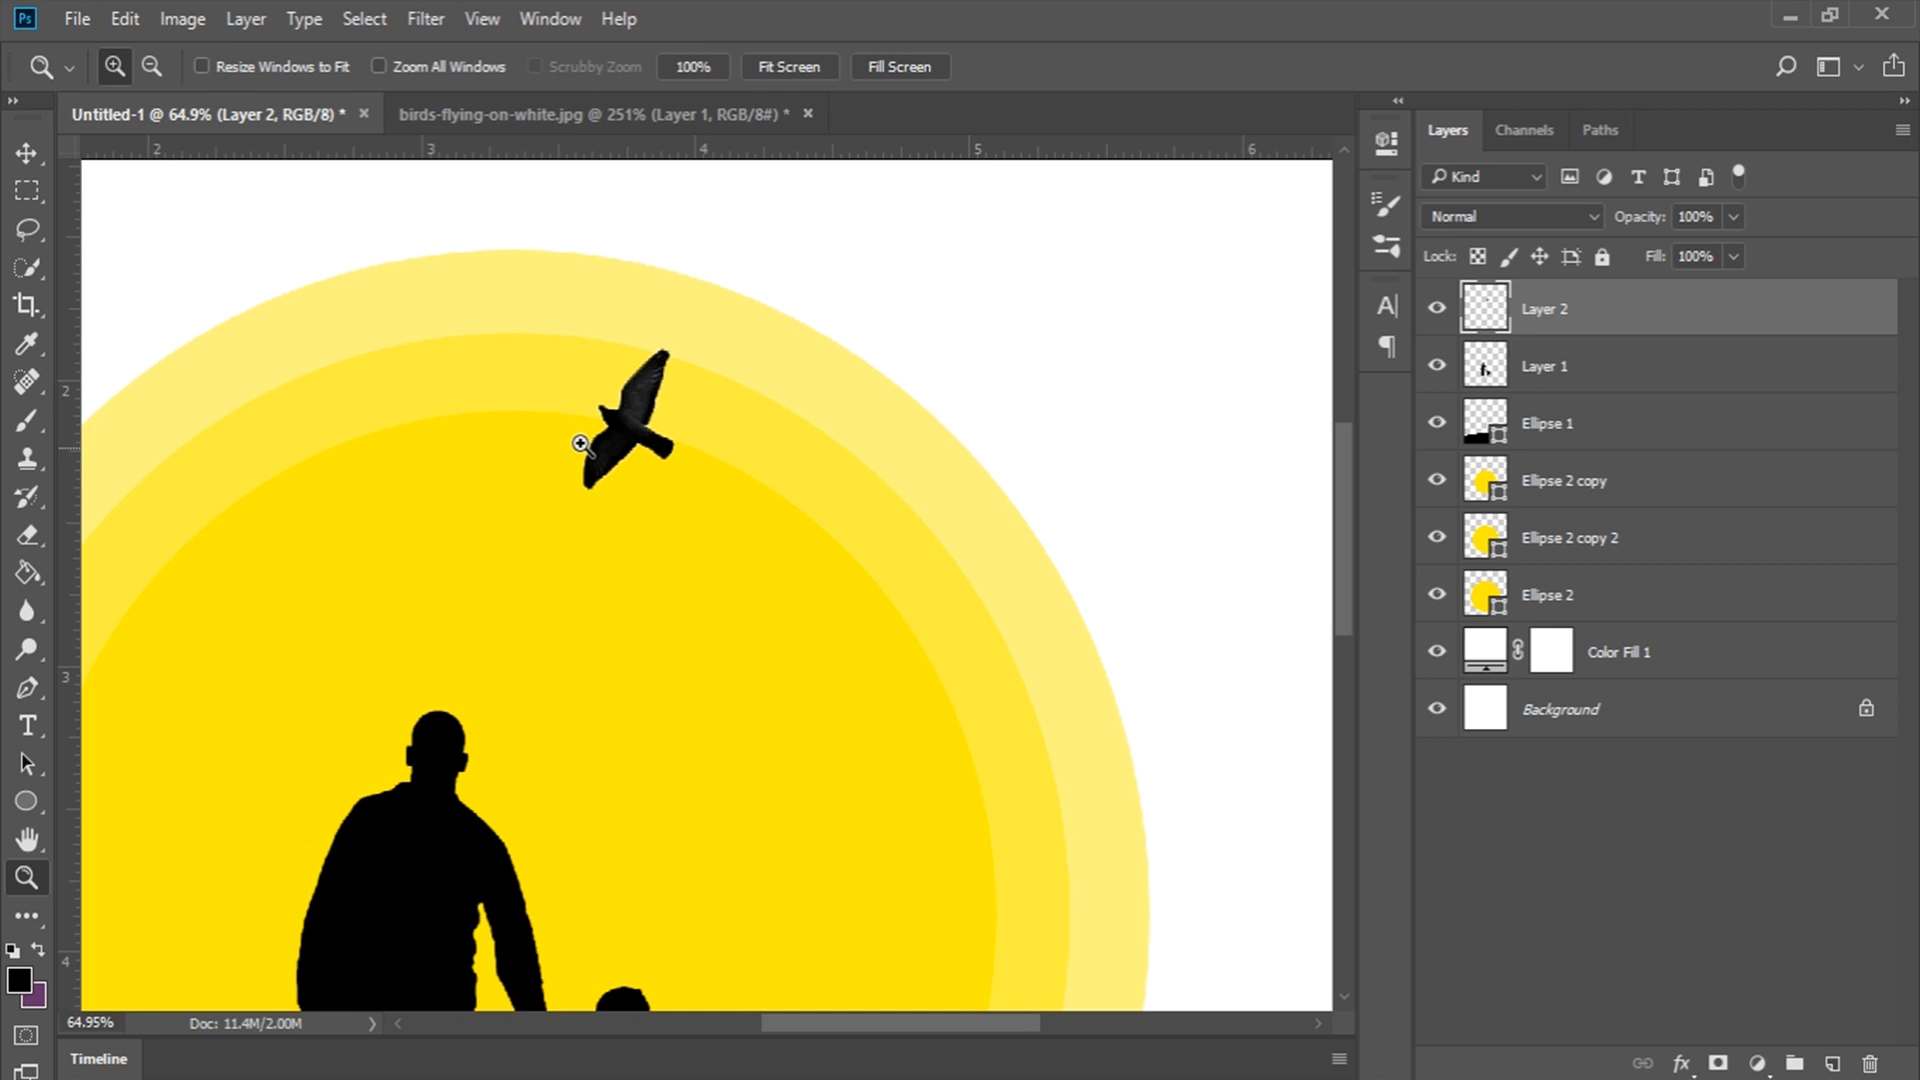 Ps File Edit Image Layer Type Select Filter View Window Help
Resize Windows to Fit Zoom All Windows Scrubby Zoom 100% Fit Screen Fill Screen
Untitled-1 @ 64.9% (Layer 2, RGB/8) * birds-flying-on-white.jpg @ 251% (Layer 1, RGB/8#) *
2 3 4 5 6
2
3
4
Layers Channels Paths
Kind
Normal Opacity: 100%
Lock: Fill: 100%
Layer 2
Layer 1
Ellipse 1
Ellipse 2 copy
Ellipse 2 copy 2
Ellipse 2
Color Fill 1
Background
64.95% Doc: 11.4M/2.00M
Timeline